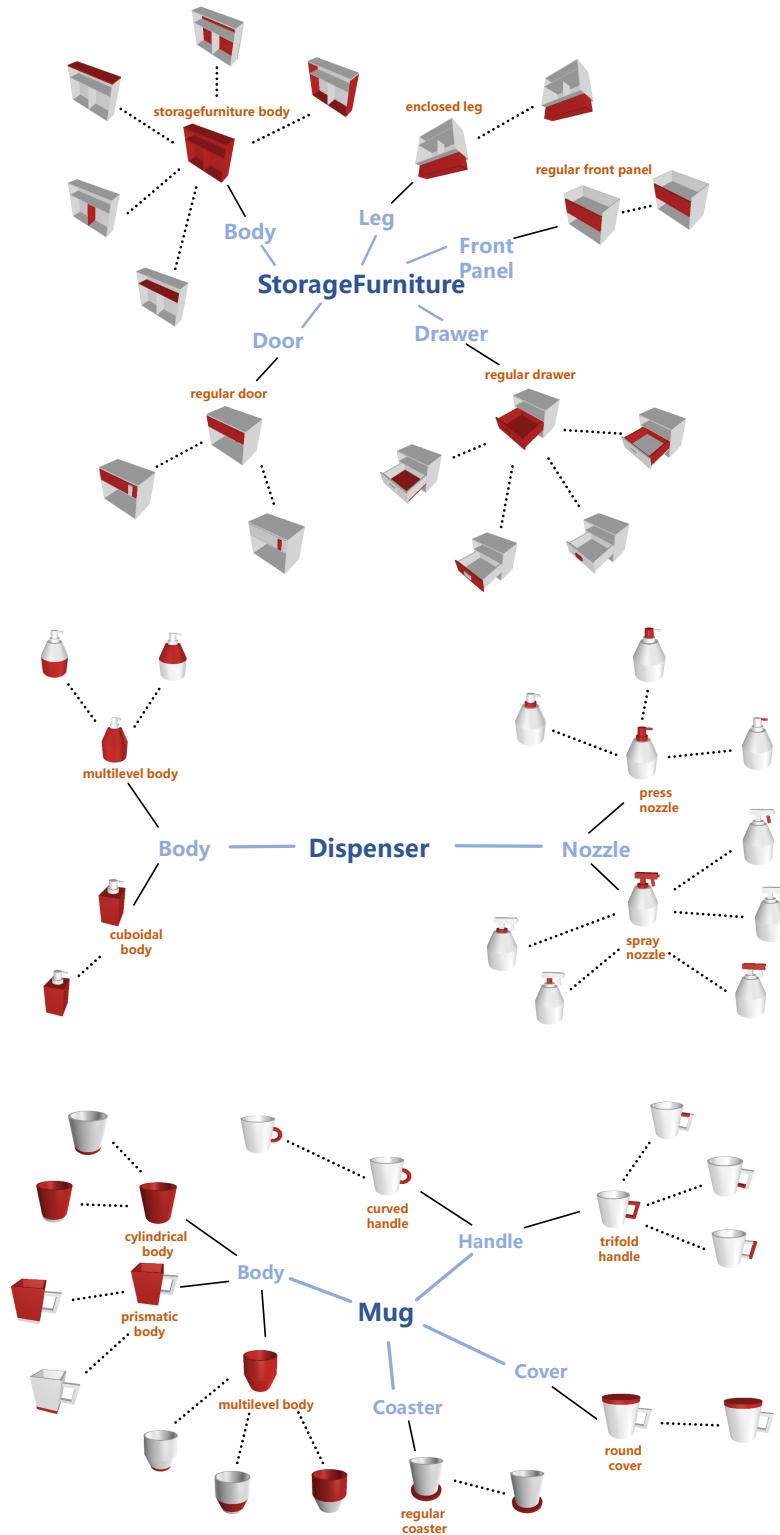 storagefurniture body
enclosed leg
regular front panel
Body
Leg
Front
Panel
StorageFurniture
Door
Drawer
regular door
regular drawer
multilevel body
press
nozzle
Body
Dispenser
Nozzle
cuboidal
body
spray
nozzle
curved
handle
cylindrical
body
Handle
trifold
handle
Body
prismatic
body
Mug
Cover
multilevel body
Coaster
round
cover
regular
coaster